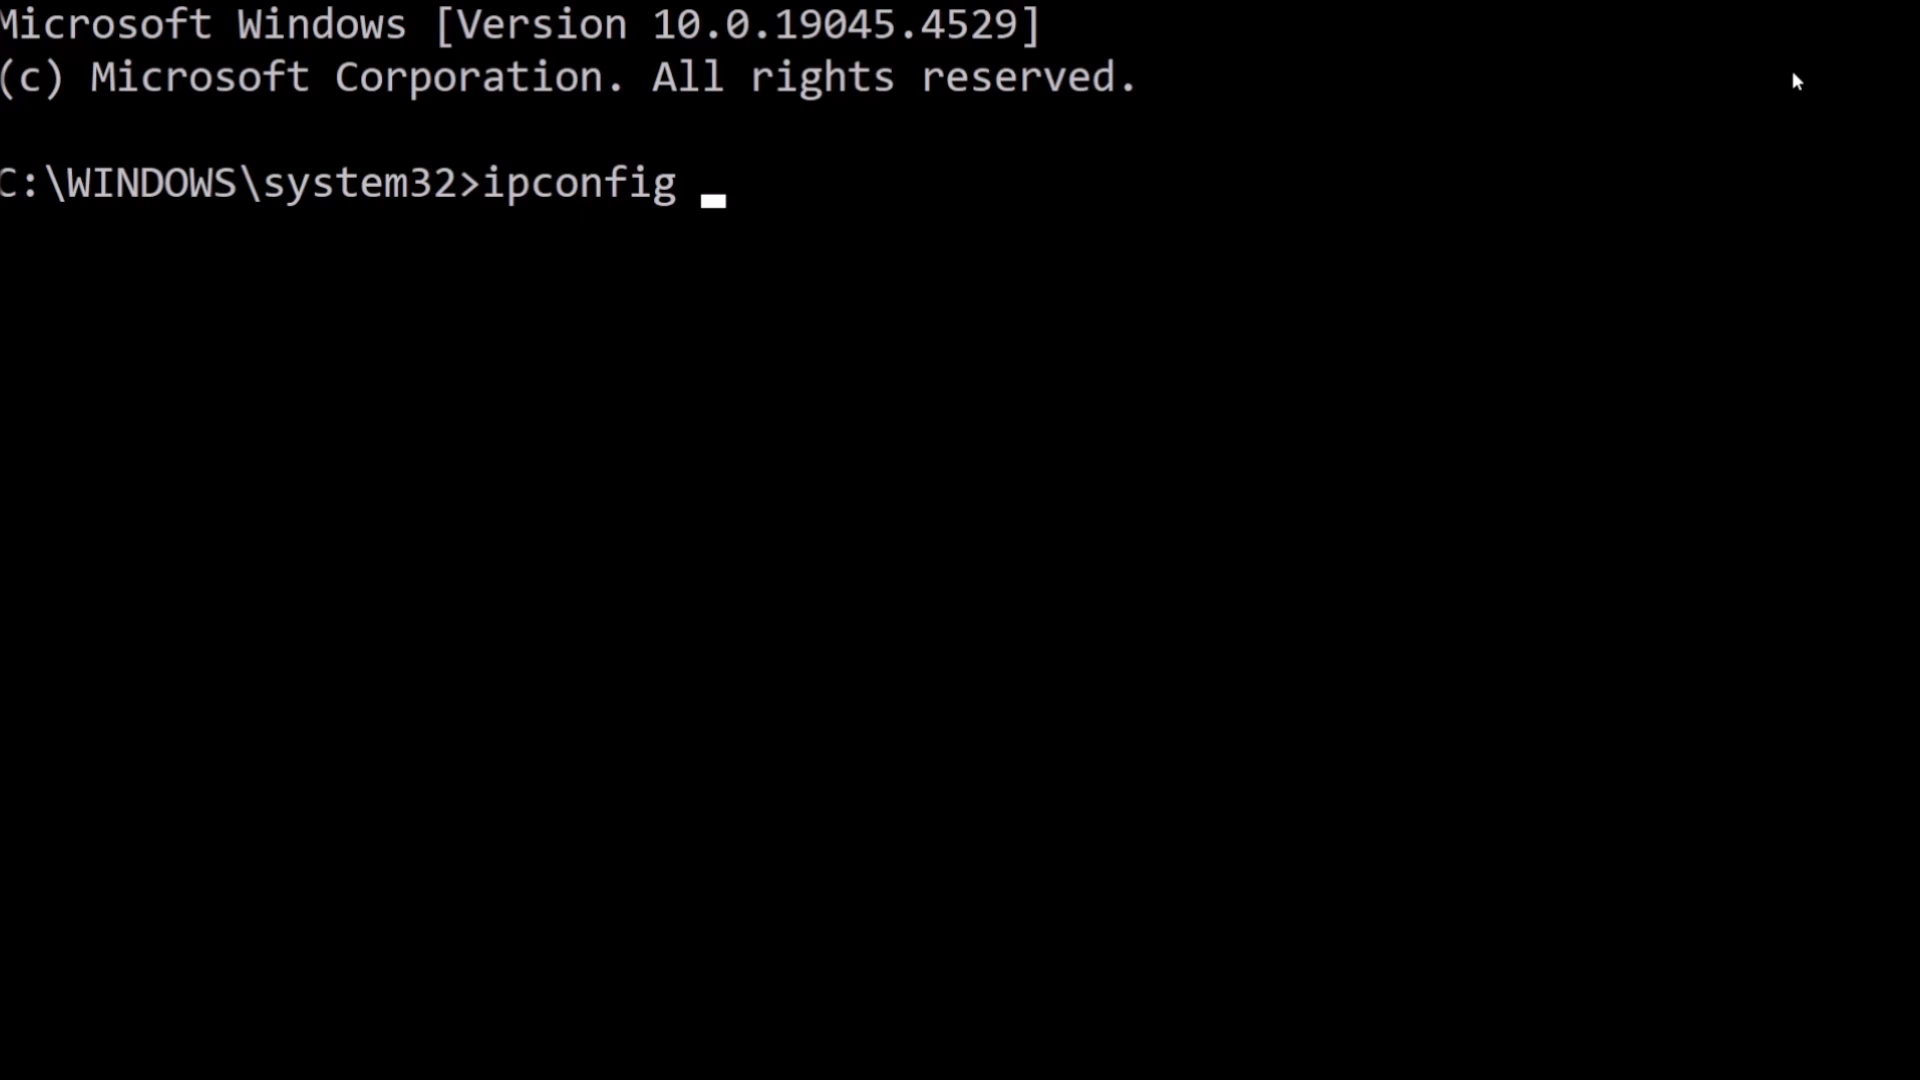 Microsoft Windows [Version 10.0.19045.4529]
(c) Microsoft Corporation. All rights reserved.
C:\WINDOWS\system32>ipconfig